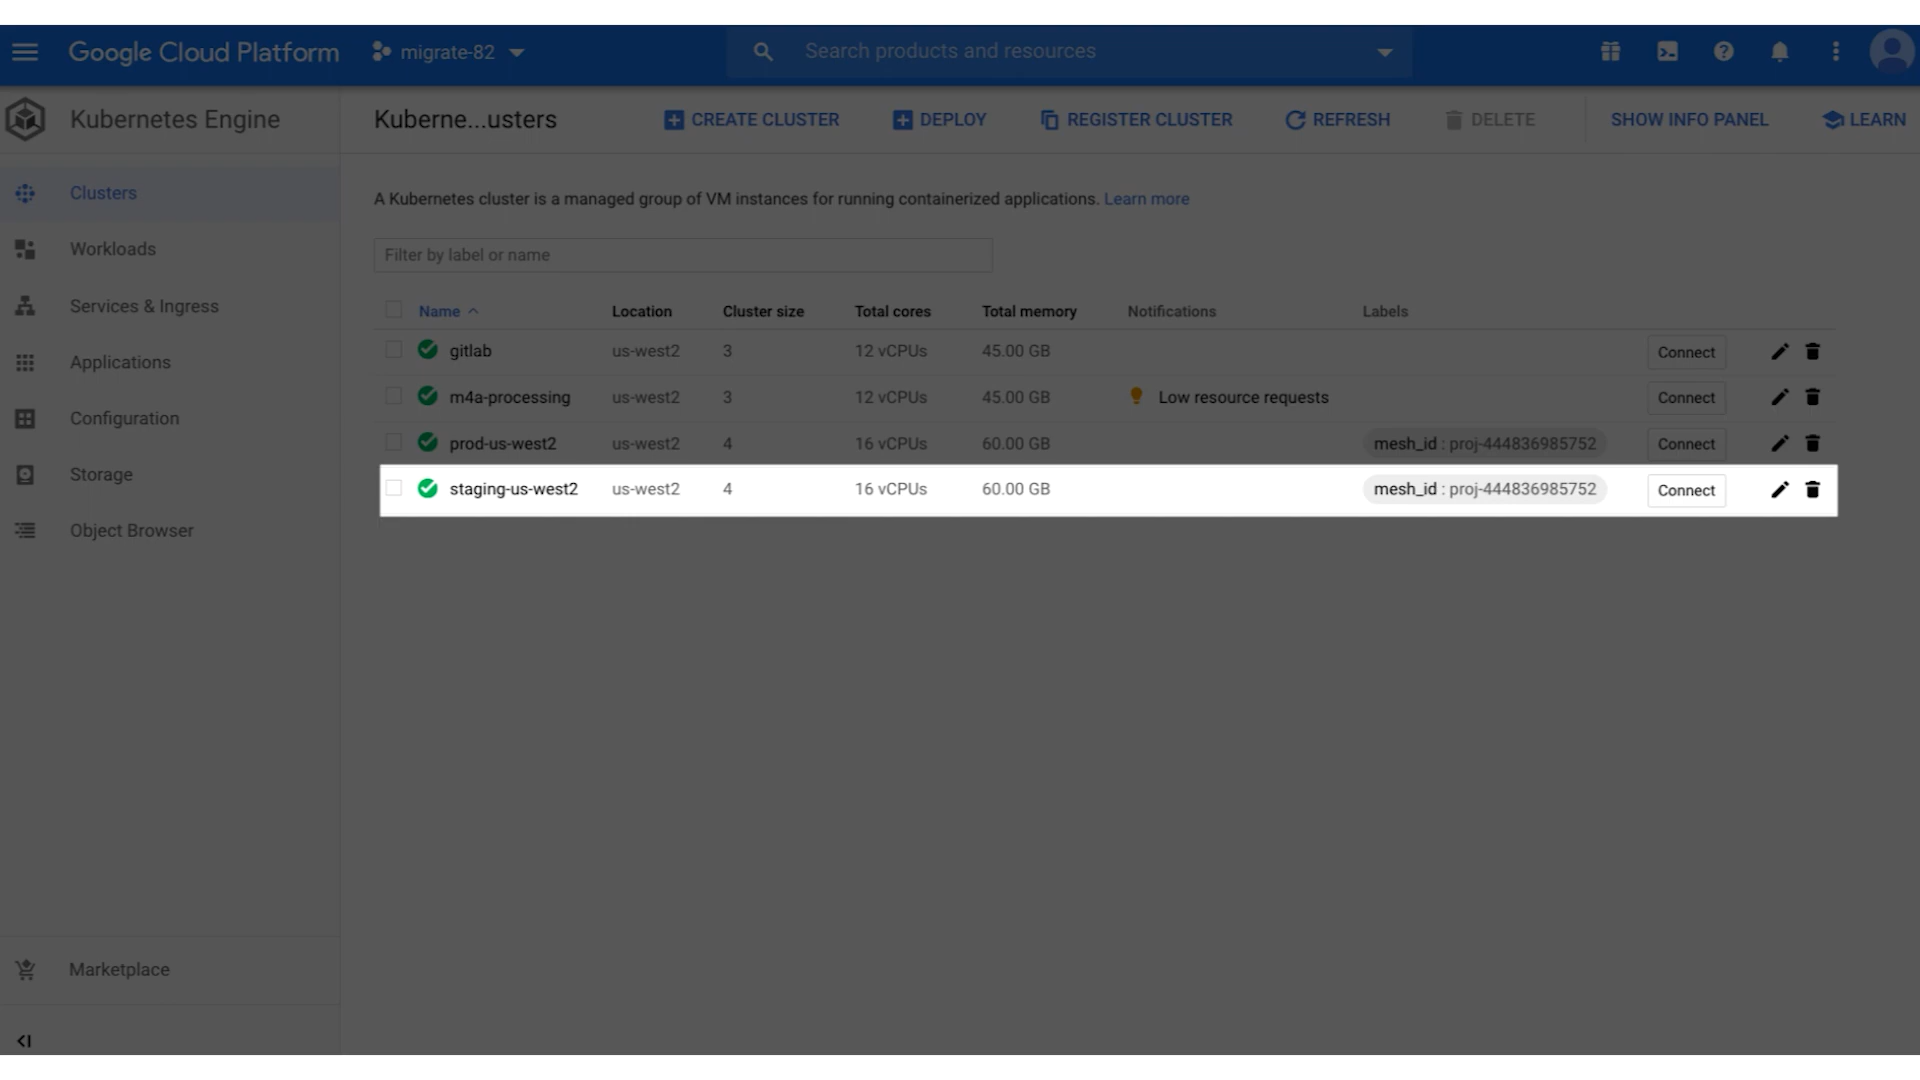 Google Cloud Platform migrate-82 Search products and resources
Kubernetes Engine Kuberne...usters CREATE CLUSTER DEPLOY REGISTER CLUSTER REFRESH DELETE SHOW INFO PANEL LEARN
Clusters
Workloads
Services & Ingress
Applications
Configuration
Storage
Object Browser
Marketplace
A Kubernetes cluster is a managed group of VM instances for running containerized applications. Learn more
Filter by label or name
Name Location Cluster size Total cores Total memory Notifications Labels
gitlab us-west2 3 12 vCPUs 45.00 GB Connect
m4a-processing us-west2 3 12 vCPUs 45.00 GB Low resource requests Connect
prod-us-west2 us-west2 4 16 vCPUs 60.00 GB mesh_id : proj-444836985752 Connect
staging-us-west2 us-west2 4 16 vCPUs 60.00 GB mesh_id : proj-444836985752 Connect